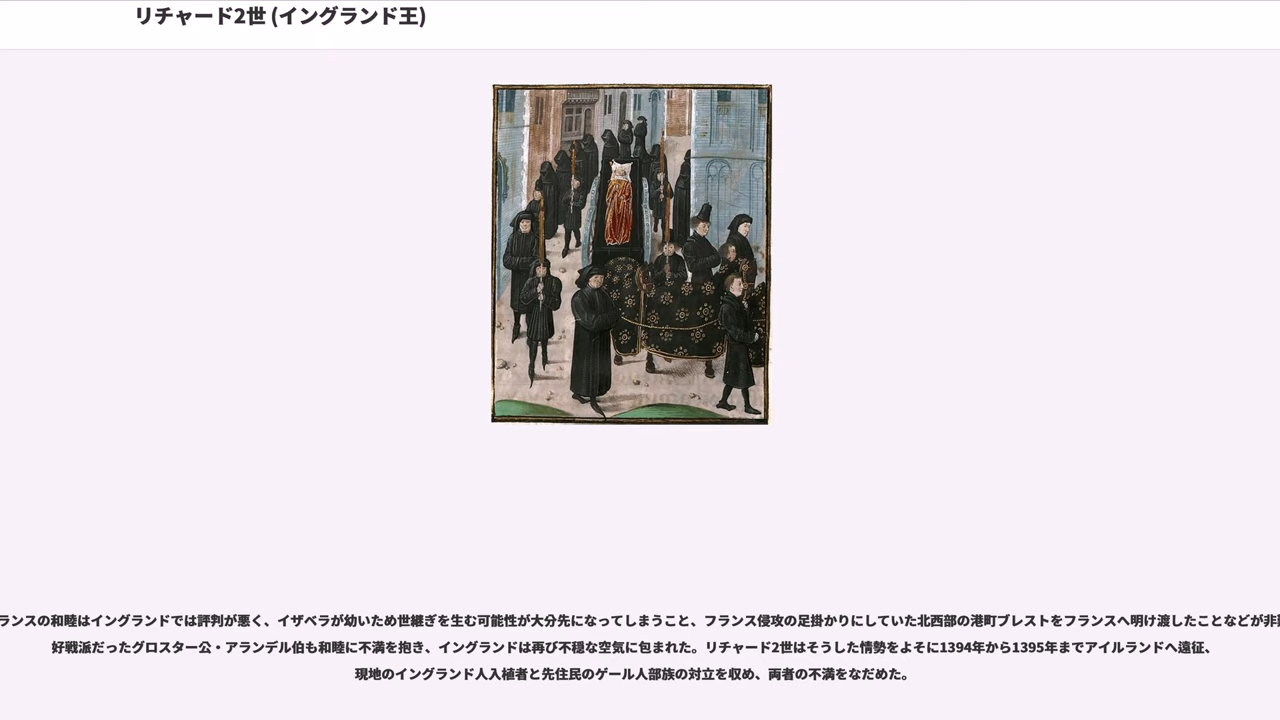 リチャード2世 (イングランド王)
ランスの和睦はイングランドでは評判が悪く、イザベラが幼いため世継ぎを生む可能性が大分先になってしまうこと、フランス侵攻の足掛かりにしていた北西部の港町ブレストをフランスへ明け渡したことなどが非
好戦派だったグロスター公・アランデル伯も和睦に不満を抱き、イングランドは再び不穏な空気に包まれた。リチャード2世はそうした情勢をよそに1394年から1395年までアイルランドへ遠征、
現地のイングランド人入植者と先住民のゲール人部族の対立を収め、両者の不満をなだめた。